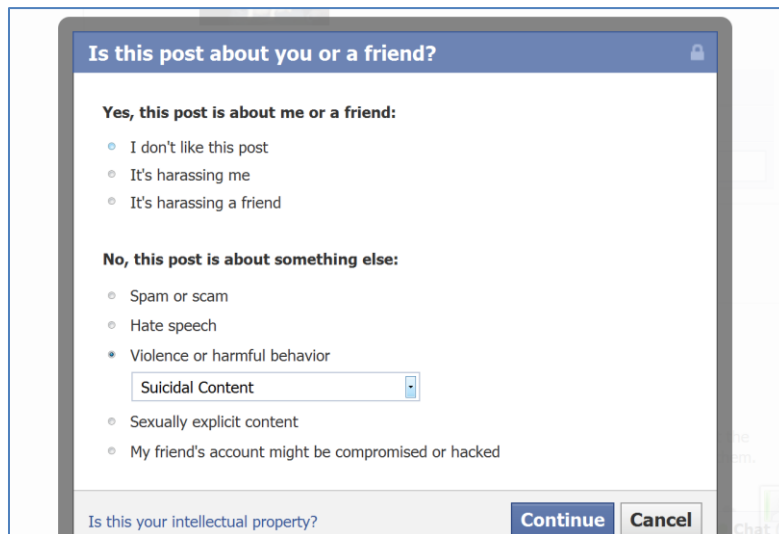 Is this post about you or a friend?
Yes, this post is about me or a friend:
I don't like this post
It's harassing me
It's harassing a friend
No, this post is about something else:
Spam or scam
Hate speech
Violence or harmful behavior
Suicidal Content
Sexually explicit content
My friend's account might be compromised or hacked
the
em.
Is this your intellectual property?
Continue
Cancel
Chat